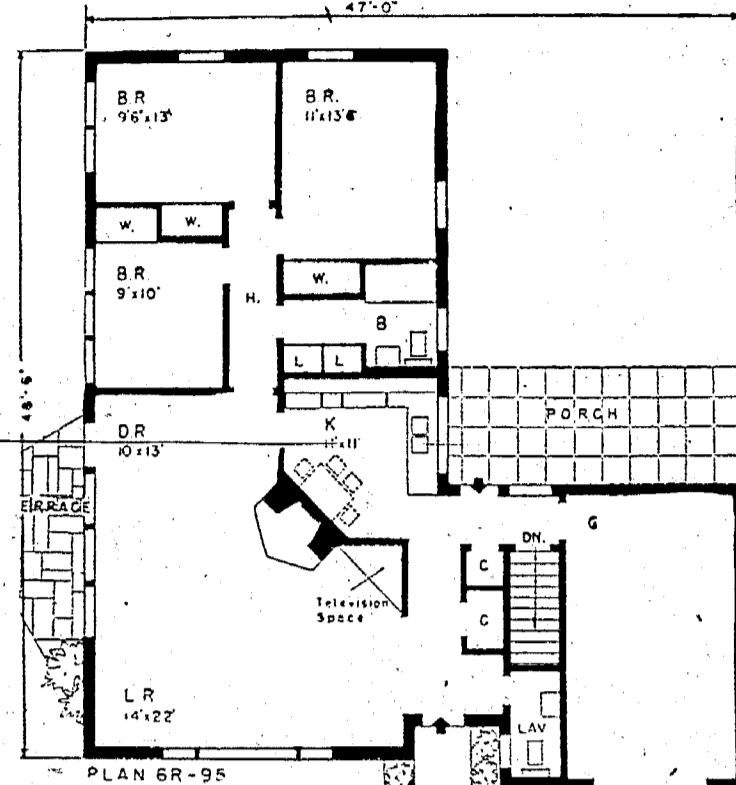 47'-0"
B.R. B.R.
9'6"x13' 11'x13'6"
W. W.
B.R.
9'x10'
W.
H.
B
L L
48'-6"
PORCH
D.R. K
10'x13' 11'x11'
ERRACE
G
DN.
C
Television
Space
C
L R
14'x22'
LAV
PLAN 6R-95